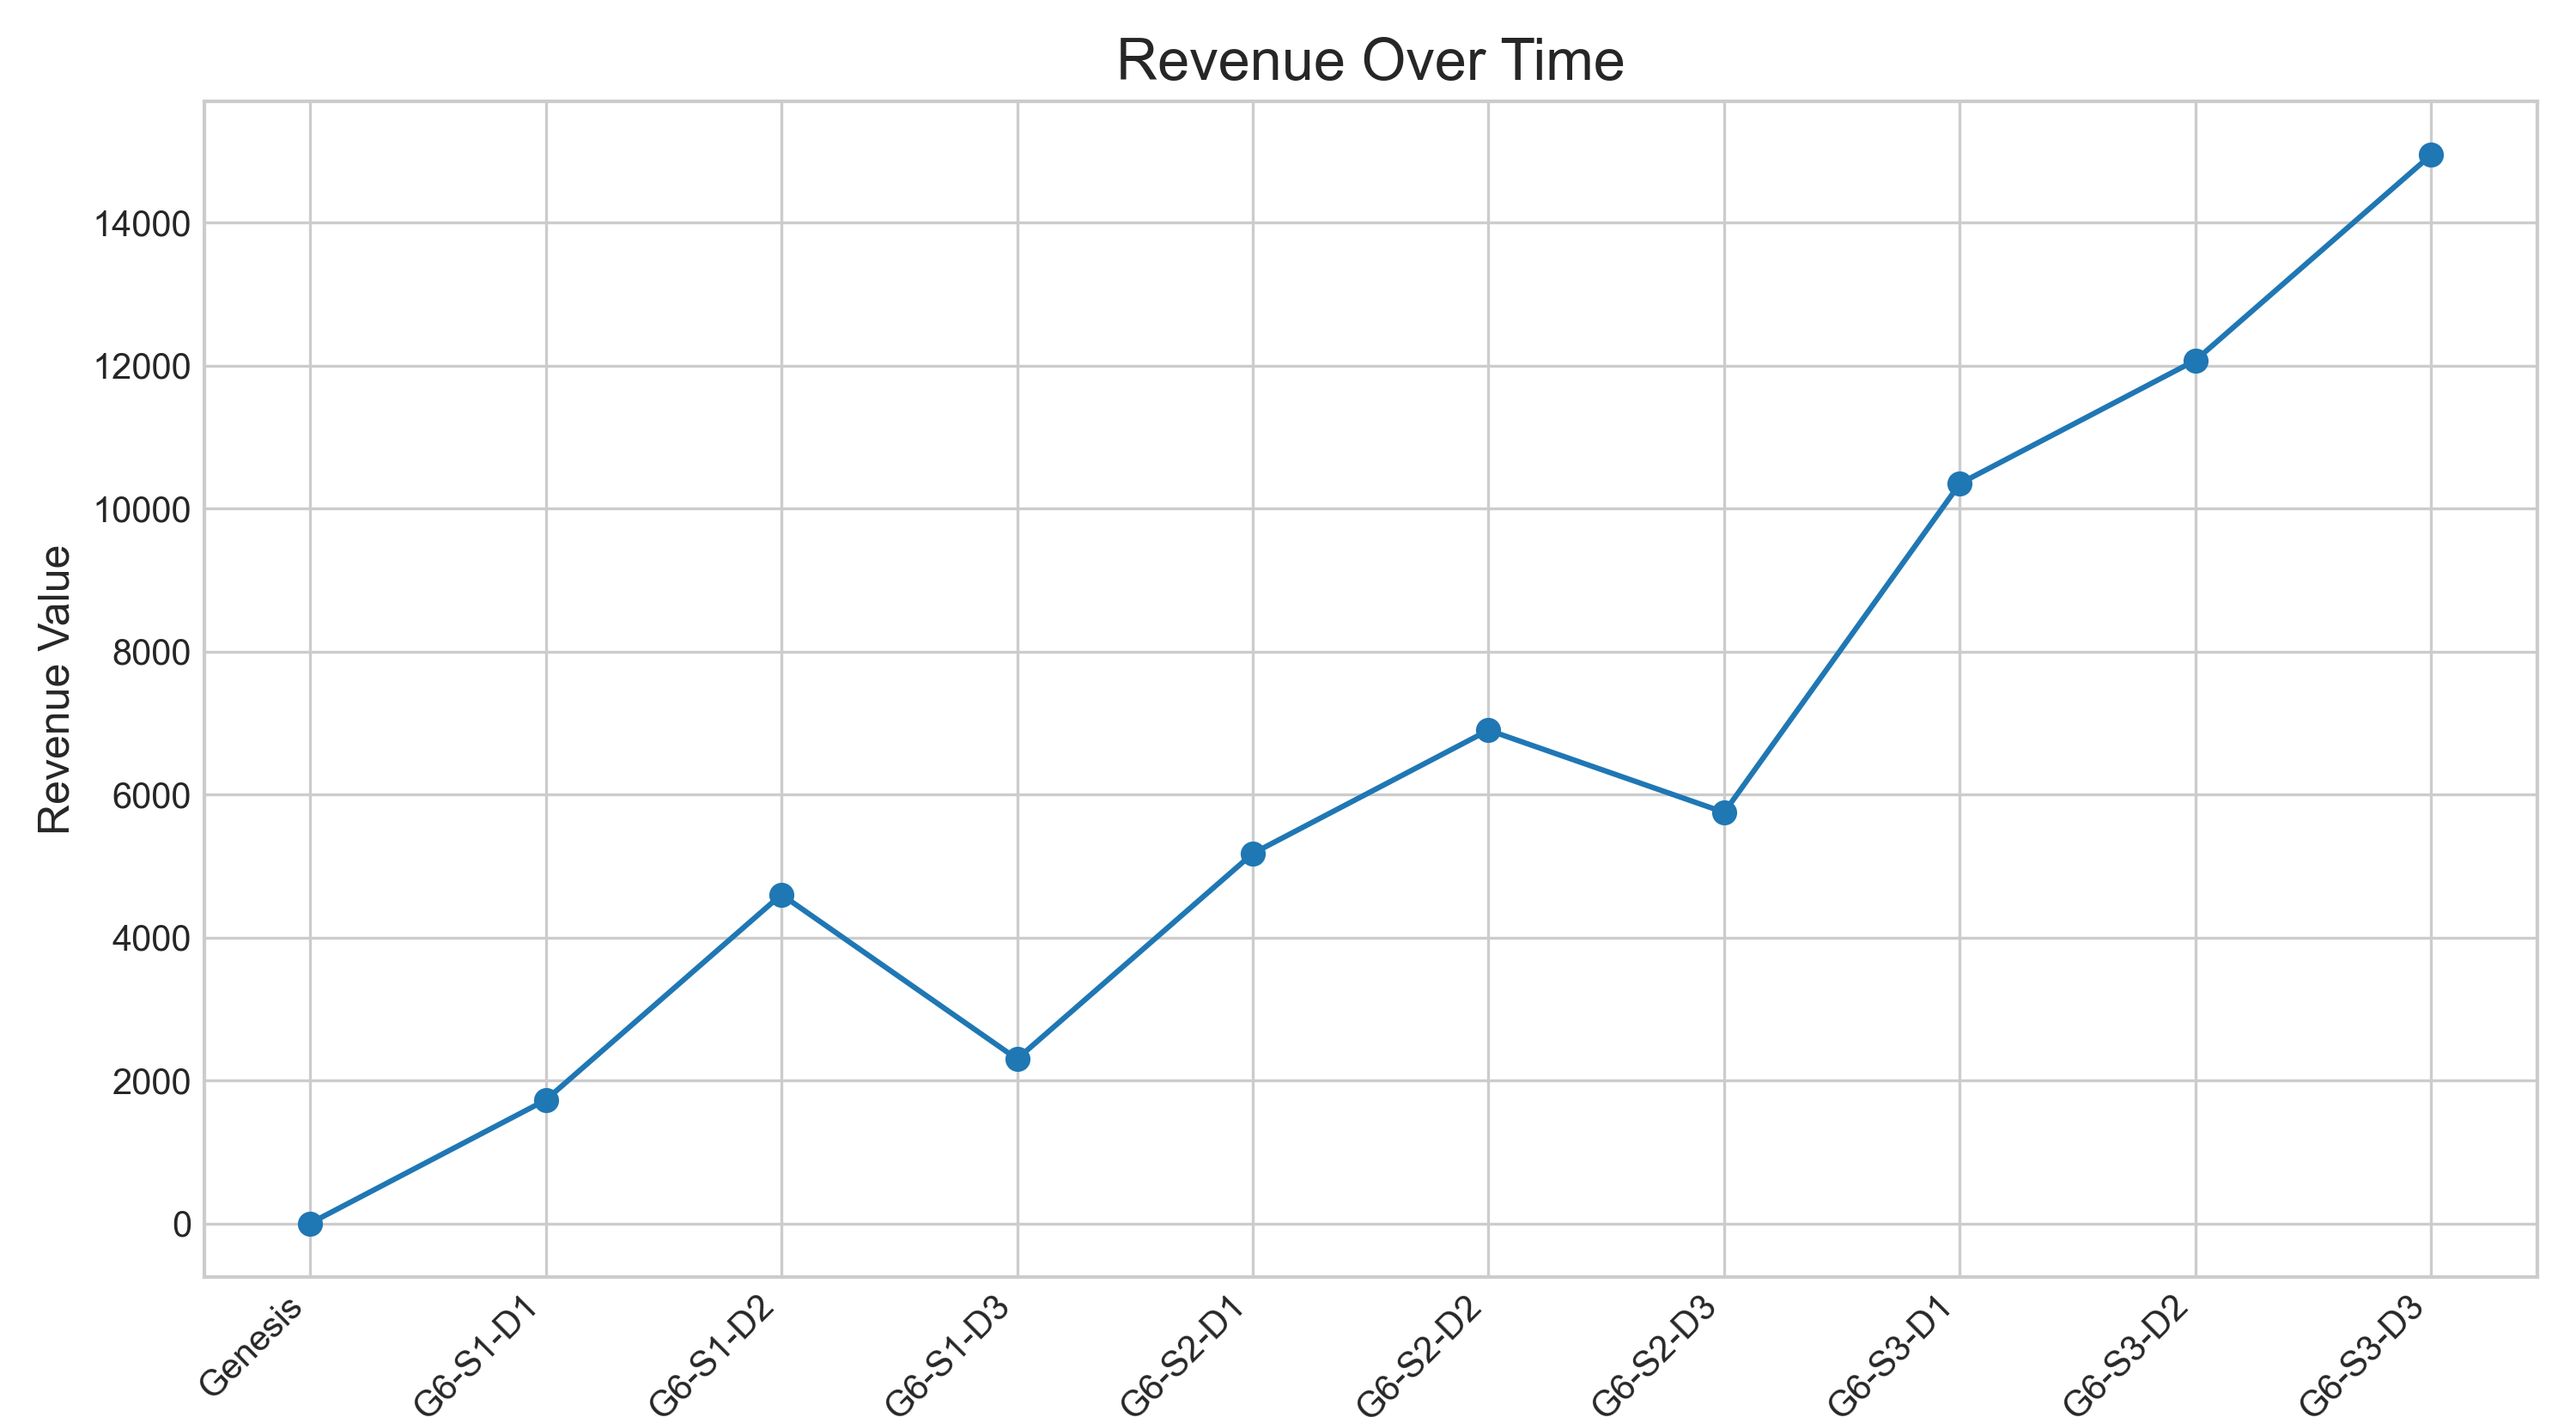 Revenue Over Time
Revenue Value
14000
12000
10000
8000
6000
4000
2000
0
Genesis
G6-S1-D1
G6-S1-D2
G6-S1-D3
G6-S2-D1
G6-S2-D2
G6-S2-D3
G6-S3-D1
G6-S3-D2
G6-S3-D3